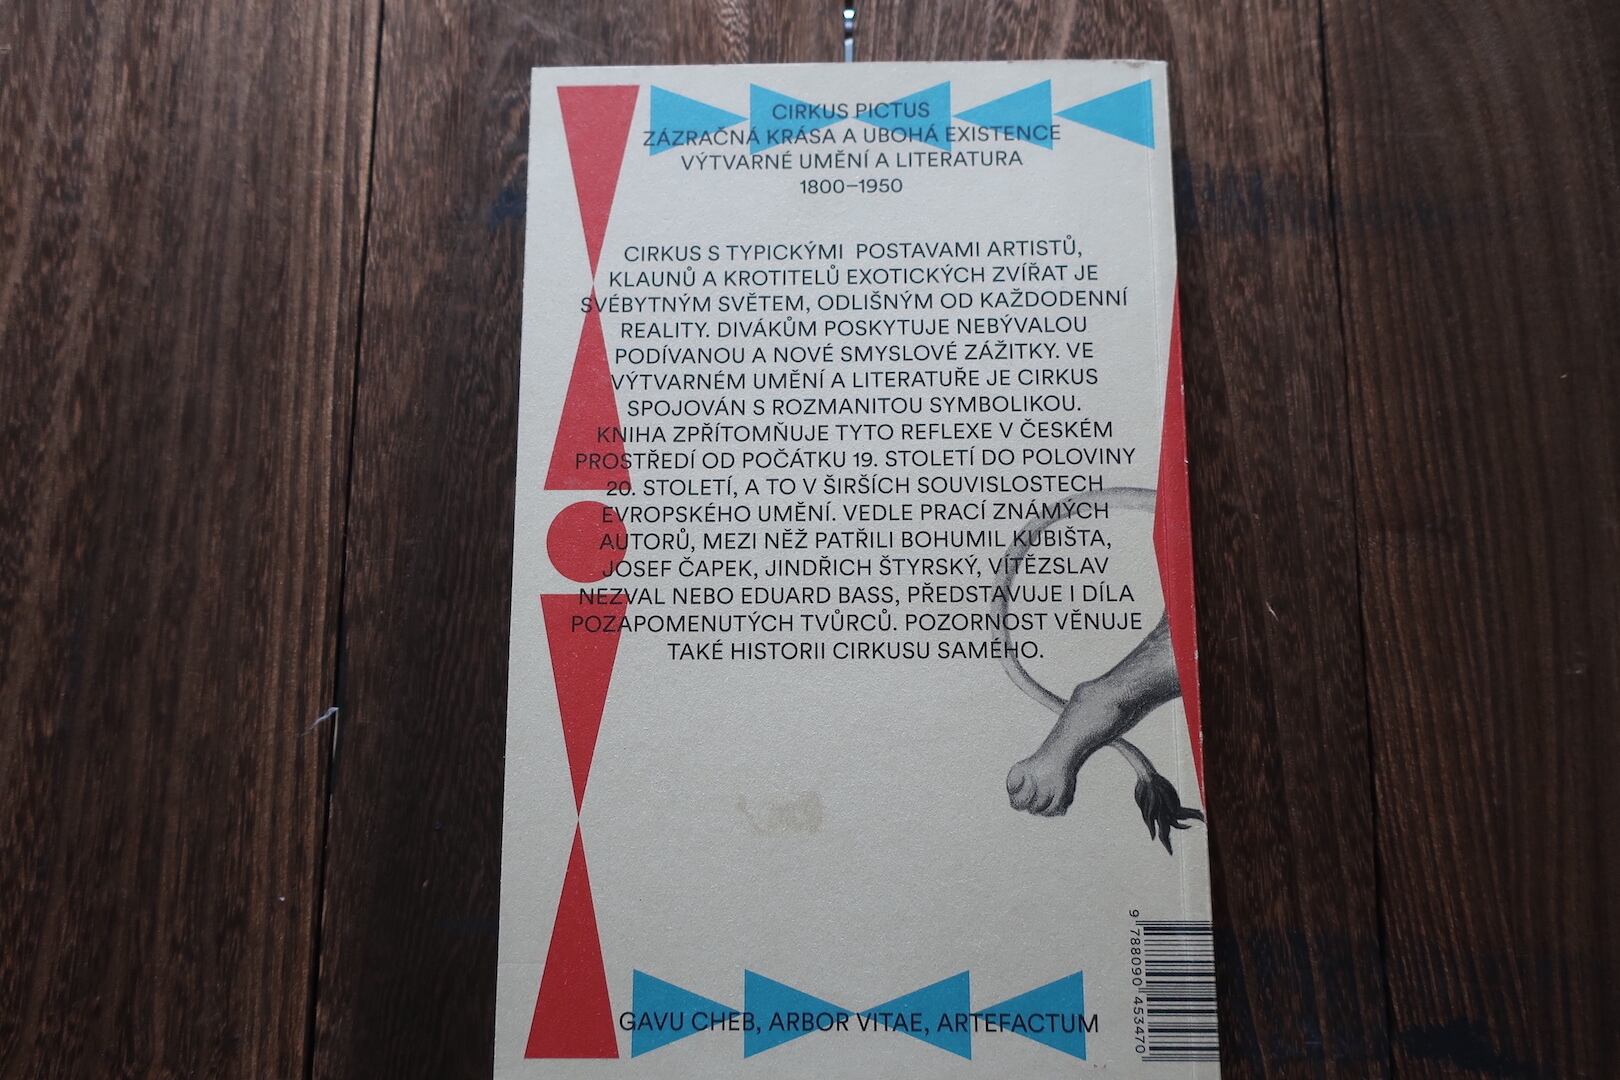 CIRKUS PICTUS
ZÁZRAČNÁ KRÁSA A UBOHÁ EXISTENCE
VÝTVARNÉ UMĚNÍ A LITERATURA
1800–1950
CIRKUS S TYPICKÝMI POSTAVAMI ARTISTŮ,
KLAUNŮ A KROTITELŮ EXOTICKÝCH ZVÍŘAT JE
SVÉBYTNÝM SVĚTEM, ODLIŠNÝM OD KAŽDODENNÍ
REALITY. DIVÁKŮM POSKYTUJE NEBÝVALOU
PODÍVANOU A NOVÉ SMYSLOVÉ ZÁŽITKY. VE
VÝTVARNÉM UMĚNÍ A LITERATUŘE JE CIRKUS
SPOJOVÁN S ROZMANITOU SYMBOLIKOU.
KNIHA ZPŘÍTOMŇUJE TYTO REFLEXE V ČESKÉM
PROSTŘEDÍ OD POČÁTKU 19. STOLETÍ DO POLOVINY
20. STOLETÍ, A TO V ŠIRŠÍCH SOUVISLOSTECH
EVROPSKÉHO UMĚNÍ. VEDLE PRACÍ ZNÁMÝCH
AUTORŮ, MEZI NĚŽ PATŘILI BOHUMIL KUBIŠTA,
JOSEF ČAPEK, JINDŘICH ŠTYRSKÝ, VÍTĚZSLAV
NEZVAL NEBO EDUARD BASS, PŘEDSTAVUJE I DÍLA
POZAPOMENUTÝCH TVŮRCŮ. POZORNOST VĚNUJE
TAKÉ HISTORII CIRKUSU SAMÉHO.
9 788090 453470
GAVU CHEB, ARBOR VITAE, ARTEFACTUM